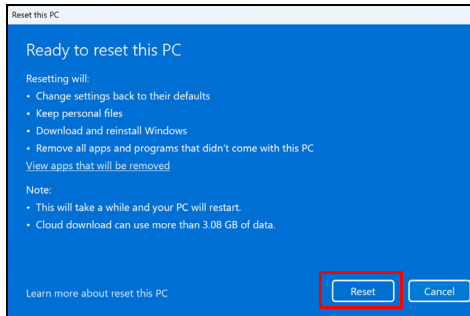 Reset this PC
Ready to reset this PC
Resetting will:
• Change settings back to their defaults
• Keep personal files
• Download and reinstall Windows
• Remove all apps and programs that didn't come with this PC
View apps that will be removed
Note:
• This will take a while and your PC will restart.
• Cloud download can use more than 3.08 GB of data.
Learn more about reset this PC
Reset
Cancel